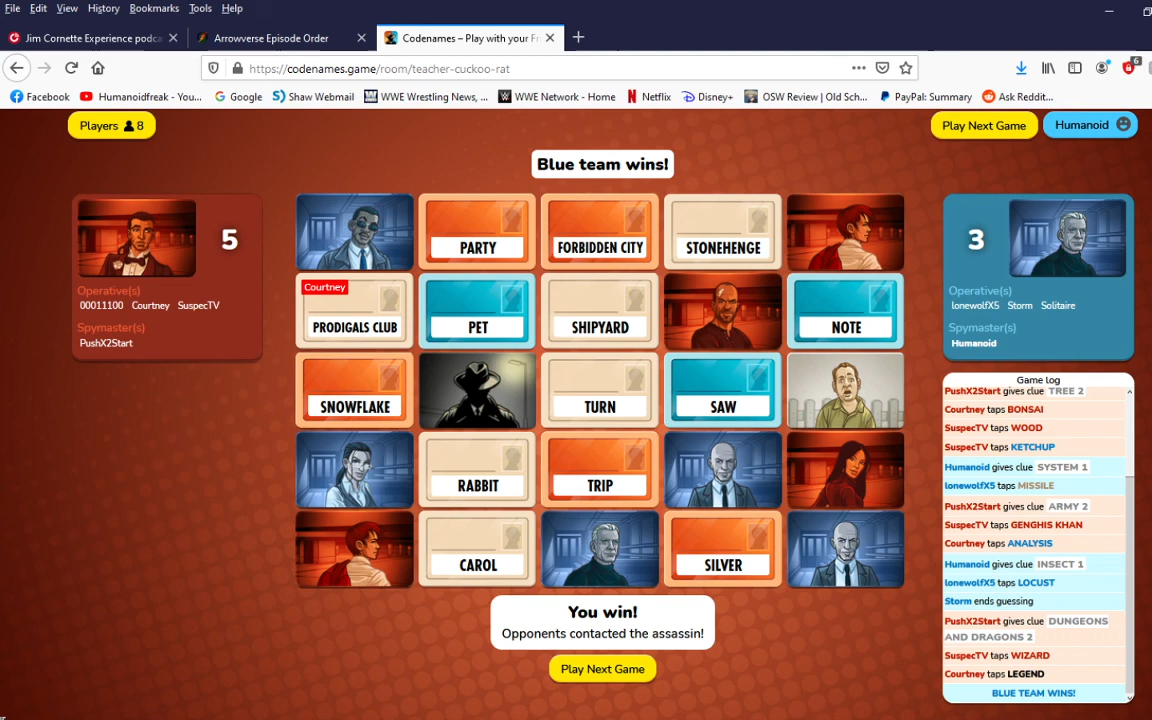 File Edit View History Bookmarks Tools Help
Jim Cornette Experience podca
Arrowverse Episode Order
Codenames – Play with your Fr
https://codenames.game/room/teacher-cuckoo-rat
6
Facebook
Humanoidfreak - You...
Google
Shaw Webmail
WWE Wrestling News, ...
WWE Network - Home
Netflix
Disney+
OSW Review | Old Sch...
PayPal: Summary
Ask Reddit...
Players 8
Play Next Game
Humanoid
Blue team wins!
5
Operative(s)
00011100 Courtney SuspecTV
Spymaster(s)
PushX2Start
PARTY
FORBIDDEN CITY
STONEHENGE
Courtney
PRODIGALS CLUB
PET
SHIPYARD
NOTE
SNOWFLAKE
TURN
SAW
RABBIT
TRIP
CAROL
SILVER
You win!
Opponents contacted the assassin!
Play Next Game
3
Operative(s)
lonewolfX5 Storm Solitaire
Spymaster(s)
Humanoid
Game log
PushX2Start gives clue TREE 2
Courtney taps BONSAI
SuspecTV taps WOOD
SuspecTV taps KETCHUP
Humanoid gives clue SYSTEM 1
lonewolfX5 taps MISSILE
PushX2Start gives clue ARMY 2
SuspecTV taps GENGHIS KHAN
Courtney taps ANALYSIS
Humanoid gives clue INSECT 1
lonewolfX5 taps LOCUST
Storm ends guessing
PushX2Start gives clue DUNGEONS
AND DRAGONS 2
SuspecTV taps WIZARD
Courtney taps LEGEND
BLUE TEAM WINS!